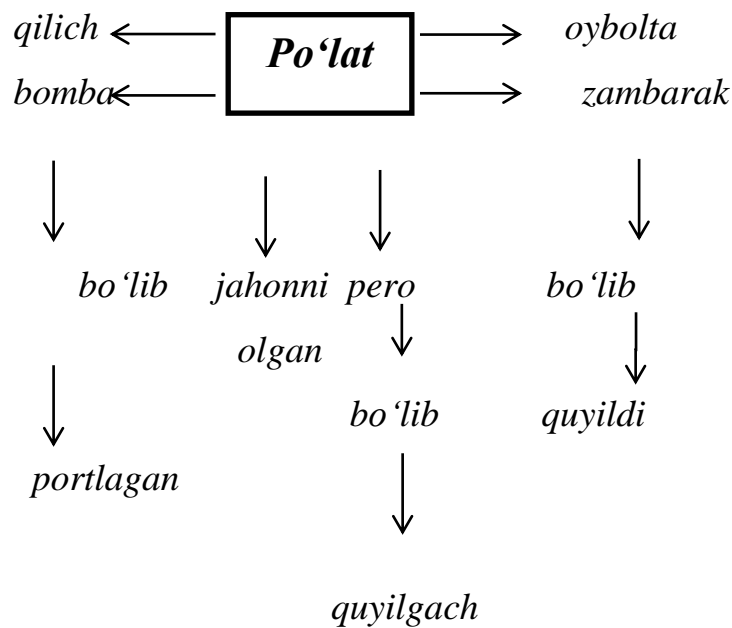 qilich Po‘lat oybolta
bomba zambarak
bo‘lib jahonni pero bo‘lib
olgan
bo‘lib quyildi
portlagan
quyilgach